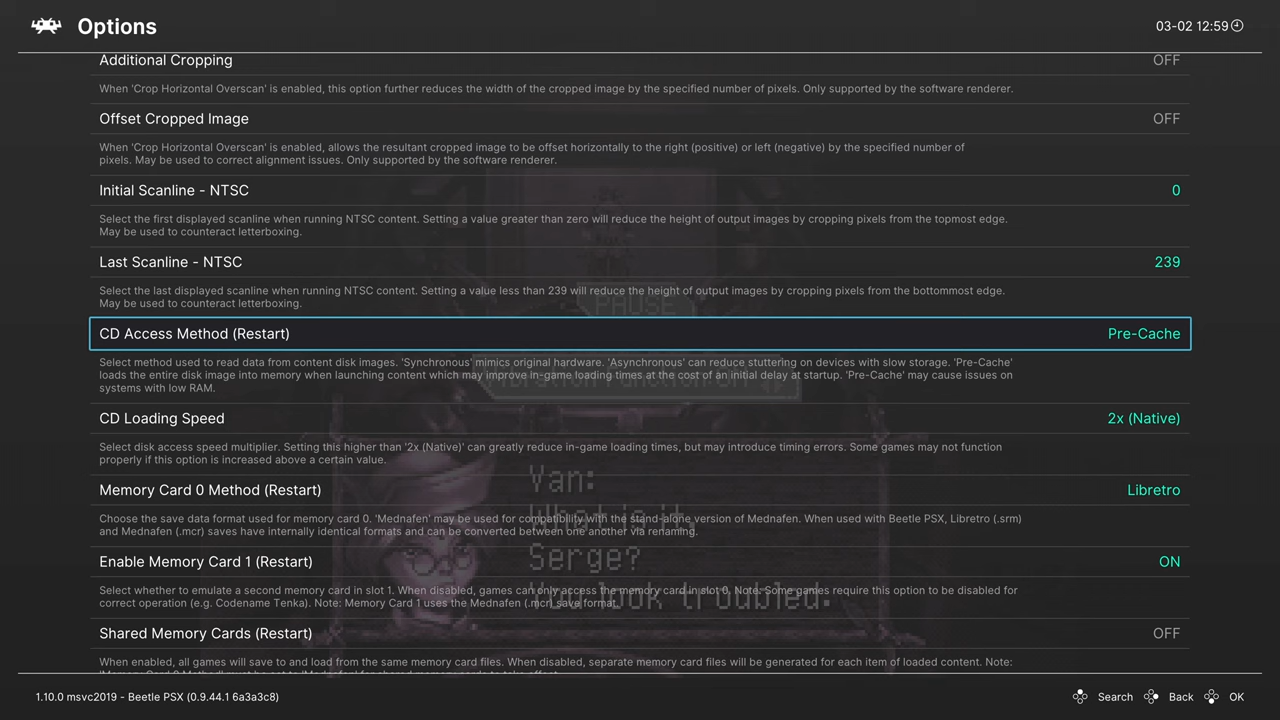 Options
03-02 12:59
Additional Cropping OFF
When 'Crop Horizontal Overscan' is enabled, this option further reduces the width of the cropped image by the specified number of pixels. Only supported by the software renderer.
Offset Cropped Image OFF
When 'Crop Horizontal Overscan' is enabled, allows the resultant cropped image to be offset horizontally to the right (positive) or left (negative) by the specified number of
pixels. May be used to correct alignment issues. Only supported by the software renderer.
Initial Scanline - NTSC 0
Select the first displayed scanline when running NTSC content. Setting a value greater than zero will reduce the height of output images by cropping pixels from the topmost edge.
May be used to counteract letterboxing.
Last Scanline - NTSC 239
Select the last displayed scanline when running NTSC content. Setting a value less than 239 will reduce the height of output images by cropping pixels from the bottommost edge.
May be used to counteract letterboxing.
PAUSE
CD Access Method (Restart) Pre-Cache
Select method used to read data from content disk images. 'Synchronous' mimics original hardware. 'Asynchronous' can reduce stuttering on devices with slow storage. 'Pre-Cache'
loads the entire disk image into memory when launching content which may improve in-game loading times at the cost of an initial delay at startup. 'Pre-Cache' may cause issues on
systems with low RAM.
Vibration Function
CD Loading Speed 2x (Native)
Select disk access speed multiplier. Setting this higher than '2x (Native)' can greatly reduce in-game loading times, but may introduce timing errors. Some games may not function
properly if this option is increased above a certain value.
Van:
Memory Card 0 Method (Restart) Libretro
Choose the save data format used for memory card 0. 'Mednafen' may be used for compatibility with the stand-alone version of Mednafen. When used with Beetle PSX, Libretro (.srm)
and Mednafen (.mcr) saves have internally identical formats and can be converted between one another via renaming.
What is it,
Serge?
Enable Memory Card 1 (Restart) ON
Select whether to emulate a second memory card in slot 1. When disabled, games can only access the memory card in slot 0. Note: Some games require this option to be disabled for
correct operation (e.g. Codename Tenka). Note: Memory Card 1 uses the Mednafen (.mcr) save format.
You look troubled.
Shared Memory Cards (Restart) OFF
When enabled, all games will save to and load from the same memory card files. When disabled, separate memory card files will be generated for each item of loaded content. Note:
1.10.0 msvc2019 - Beetle PSX (0.9.44.1 6a3a3c8)
Search Back OK